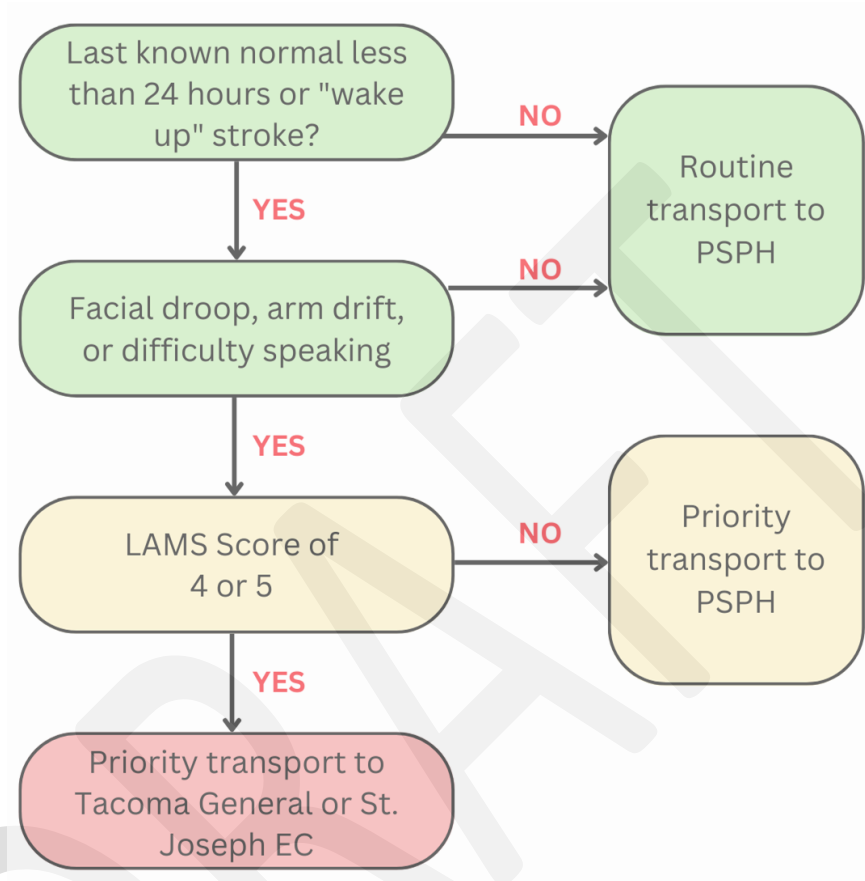 Last known normal less
than 24 hours or "wake
up" stroke?
NO
Routine
transport to
PSPH
YES
Facial droop, arm drift,
or difficulty speaking
NO
YES
LAMS Score of
4 or 5
NO
Priority
transport to
PSPH
YES
Priority transport to
Tacoma General or St.
Joseph EC
DRAFT